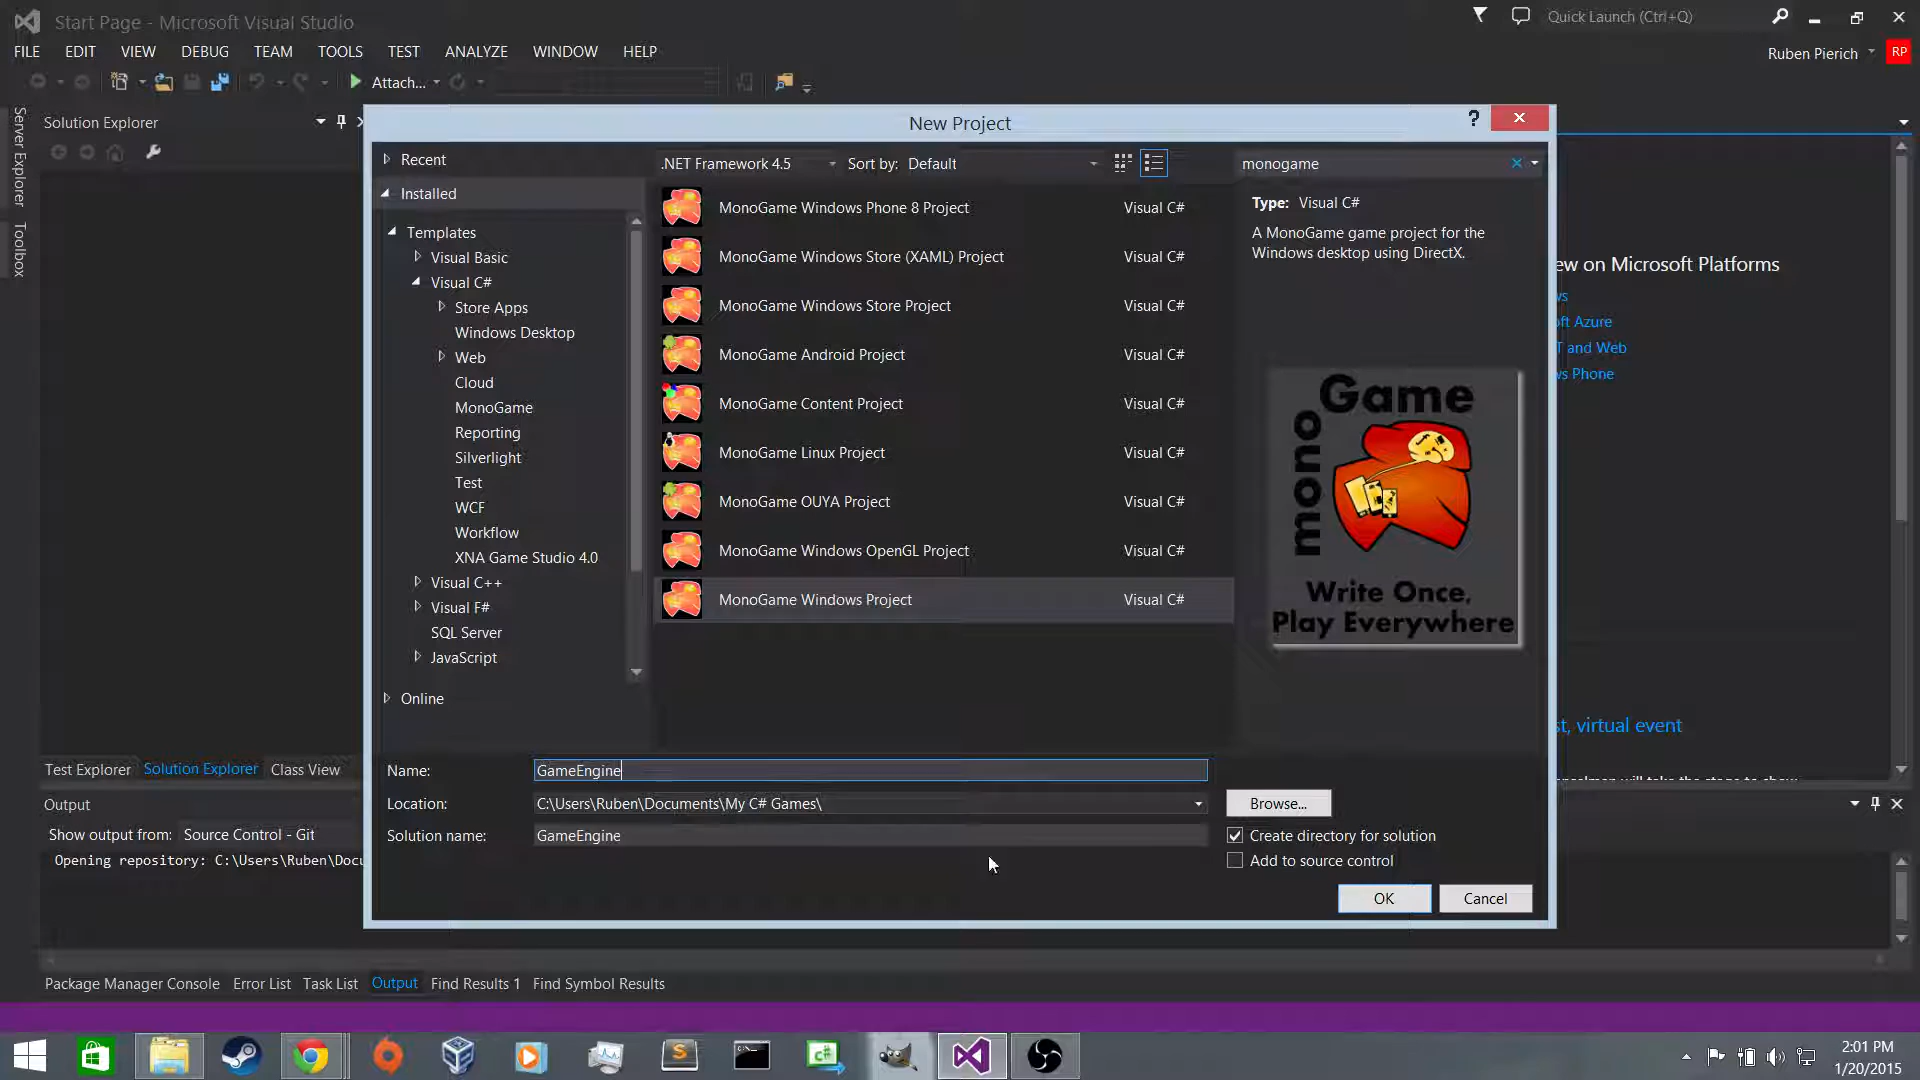 Start Page - Microsoft Visual Studio
Quick Launch (Ctrl+Q)
FILE EDIT VIEW DEBUG TEAM TOOLS TEST ANALYZE WINDOW HELP
Ruben Pierich RP
Attach...
Server Explorer
Toolbox
Solution Explorer
New Project
?
Recent
.NET Framework 4.5
Sort by: Default
monogame
Installed
Templates
Visual Basic
Visual C#
Store Apps
Windows Desktop
Web
Cloud
MonoGame
Reporting
Silverlight
Test
WCF
Workflow
XNA Game Studio 4.0
Visual C++
Visual F#
SQL Server
JavaScript
Online
MonoGame Windows Phone 8 Project Visual C#
MonoGame Windows Store (XAML) Project Visual C#
MonoGame Windows Store Project Visual C#
MonoGame Android Project Visual C#
MonoGame Content Project Visual C#
MonoGame Linux Project Visual C#
MonoGame OUYA Project Visual C#
MonoGame Windows OpenGL Project Visual C#
MonoGame Windows Project Visual C#
Type: Visual C#
A MonoGame game project for the
Windows desktop using DirectX.
mono
Game
Write Once,
Play Everywhere
ew on Microsoft Platforms
ws
oft Azure
T and Web
ws Phone
st, virtual event
Name: GameEngine
Location: C:\Users\Ruben\Documents\My C# Games\
Browse...
Solution name: GameEngine
Create directory for solution
Add to source control
OK Cancel
Test Explorer Solution Explorer Class View
Output
Show output from: Source Control - Git
Opening repository: C:\Users\Ruben\Docu
Package Manager Console Error List Task List Output Find Results 1 Find Symbol Results
2:01 PM
1/20/2015